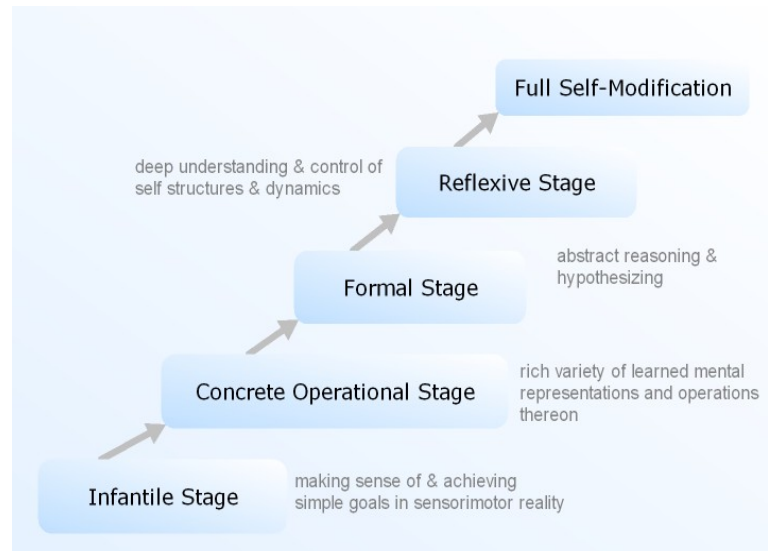 Full Self-Modification
deep understanding & control of
self structures & dynamics
Reflexive Stage
abstract reasoning &
hypothesizing
Formal Stage
rich variety of learned mental
representations and operations
thereon
Concrete Operational Stage
making sense of & achieving
simple goals in sensorimotor reality
Infantile Stage